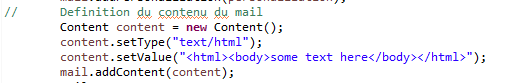 //      Definition du contenu du mail
Content content = new Content();
content.setType("text/html");
content.setValue("<html><body>some text here</body></html>");
mail.addContent(content);